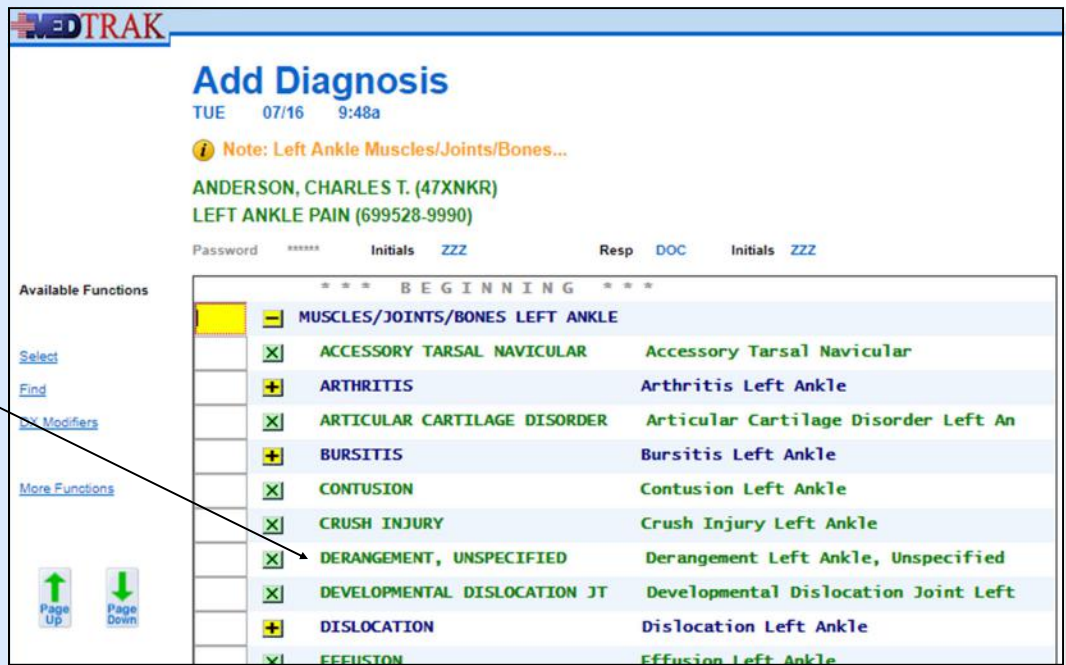 MEDTRAK
Add Diagnosis
TUE 07/16 9:48a
i Note: Left Ankle Muscles/Joints/Bones...
ANDERSON, CHARLES T. (47XNKR)
LEFT ANKLE PAIN (699528-9990)
Password ****** Initials ZZZ Resp DOC Initials ZZZ
Available Functions
Select
Find
DX Modifiers
More Functions
Page Up
Page Down
* * * BEGINNING * * *
MUSCLES/JOINTS/BONES LEFT ANKLE
ACCESSORY TARSAL NAVICULAR Accessory Tarsal Navicular
ARTHRITIS Arthritis Left Ankle
ARTICULAR CARTILAGE DISORDER Articular Cartilage Disorder Left An
BURSITIS Bursitis Left Ankle
CONTUSION Contusion Left Ankle
CRUSH INJURY Crush Injury Left Ankle
DERANGEMENT, UNSPECIFIED Derangement Left Ankle, Unspecified
DEVELOPMENTAL DISLOCATION JT Developmental Dislocation Joint Left
DISLOCATION Dislocation Left Ankle
EFFUSION Effusion Left Ankle